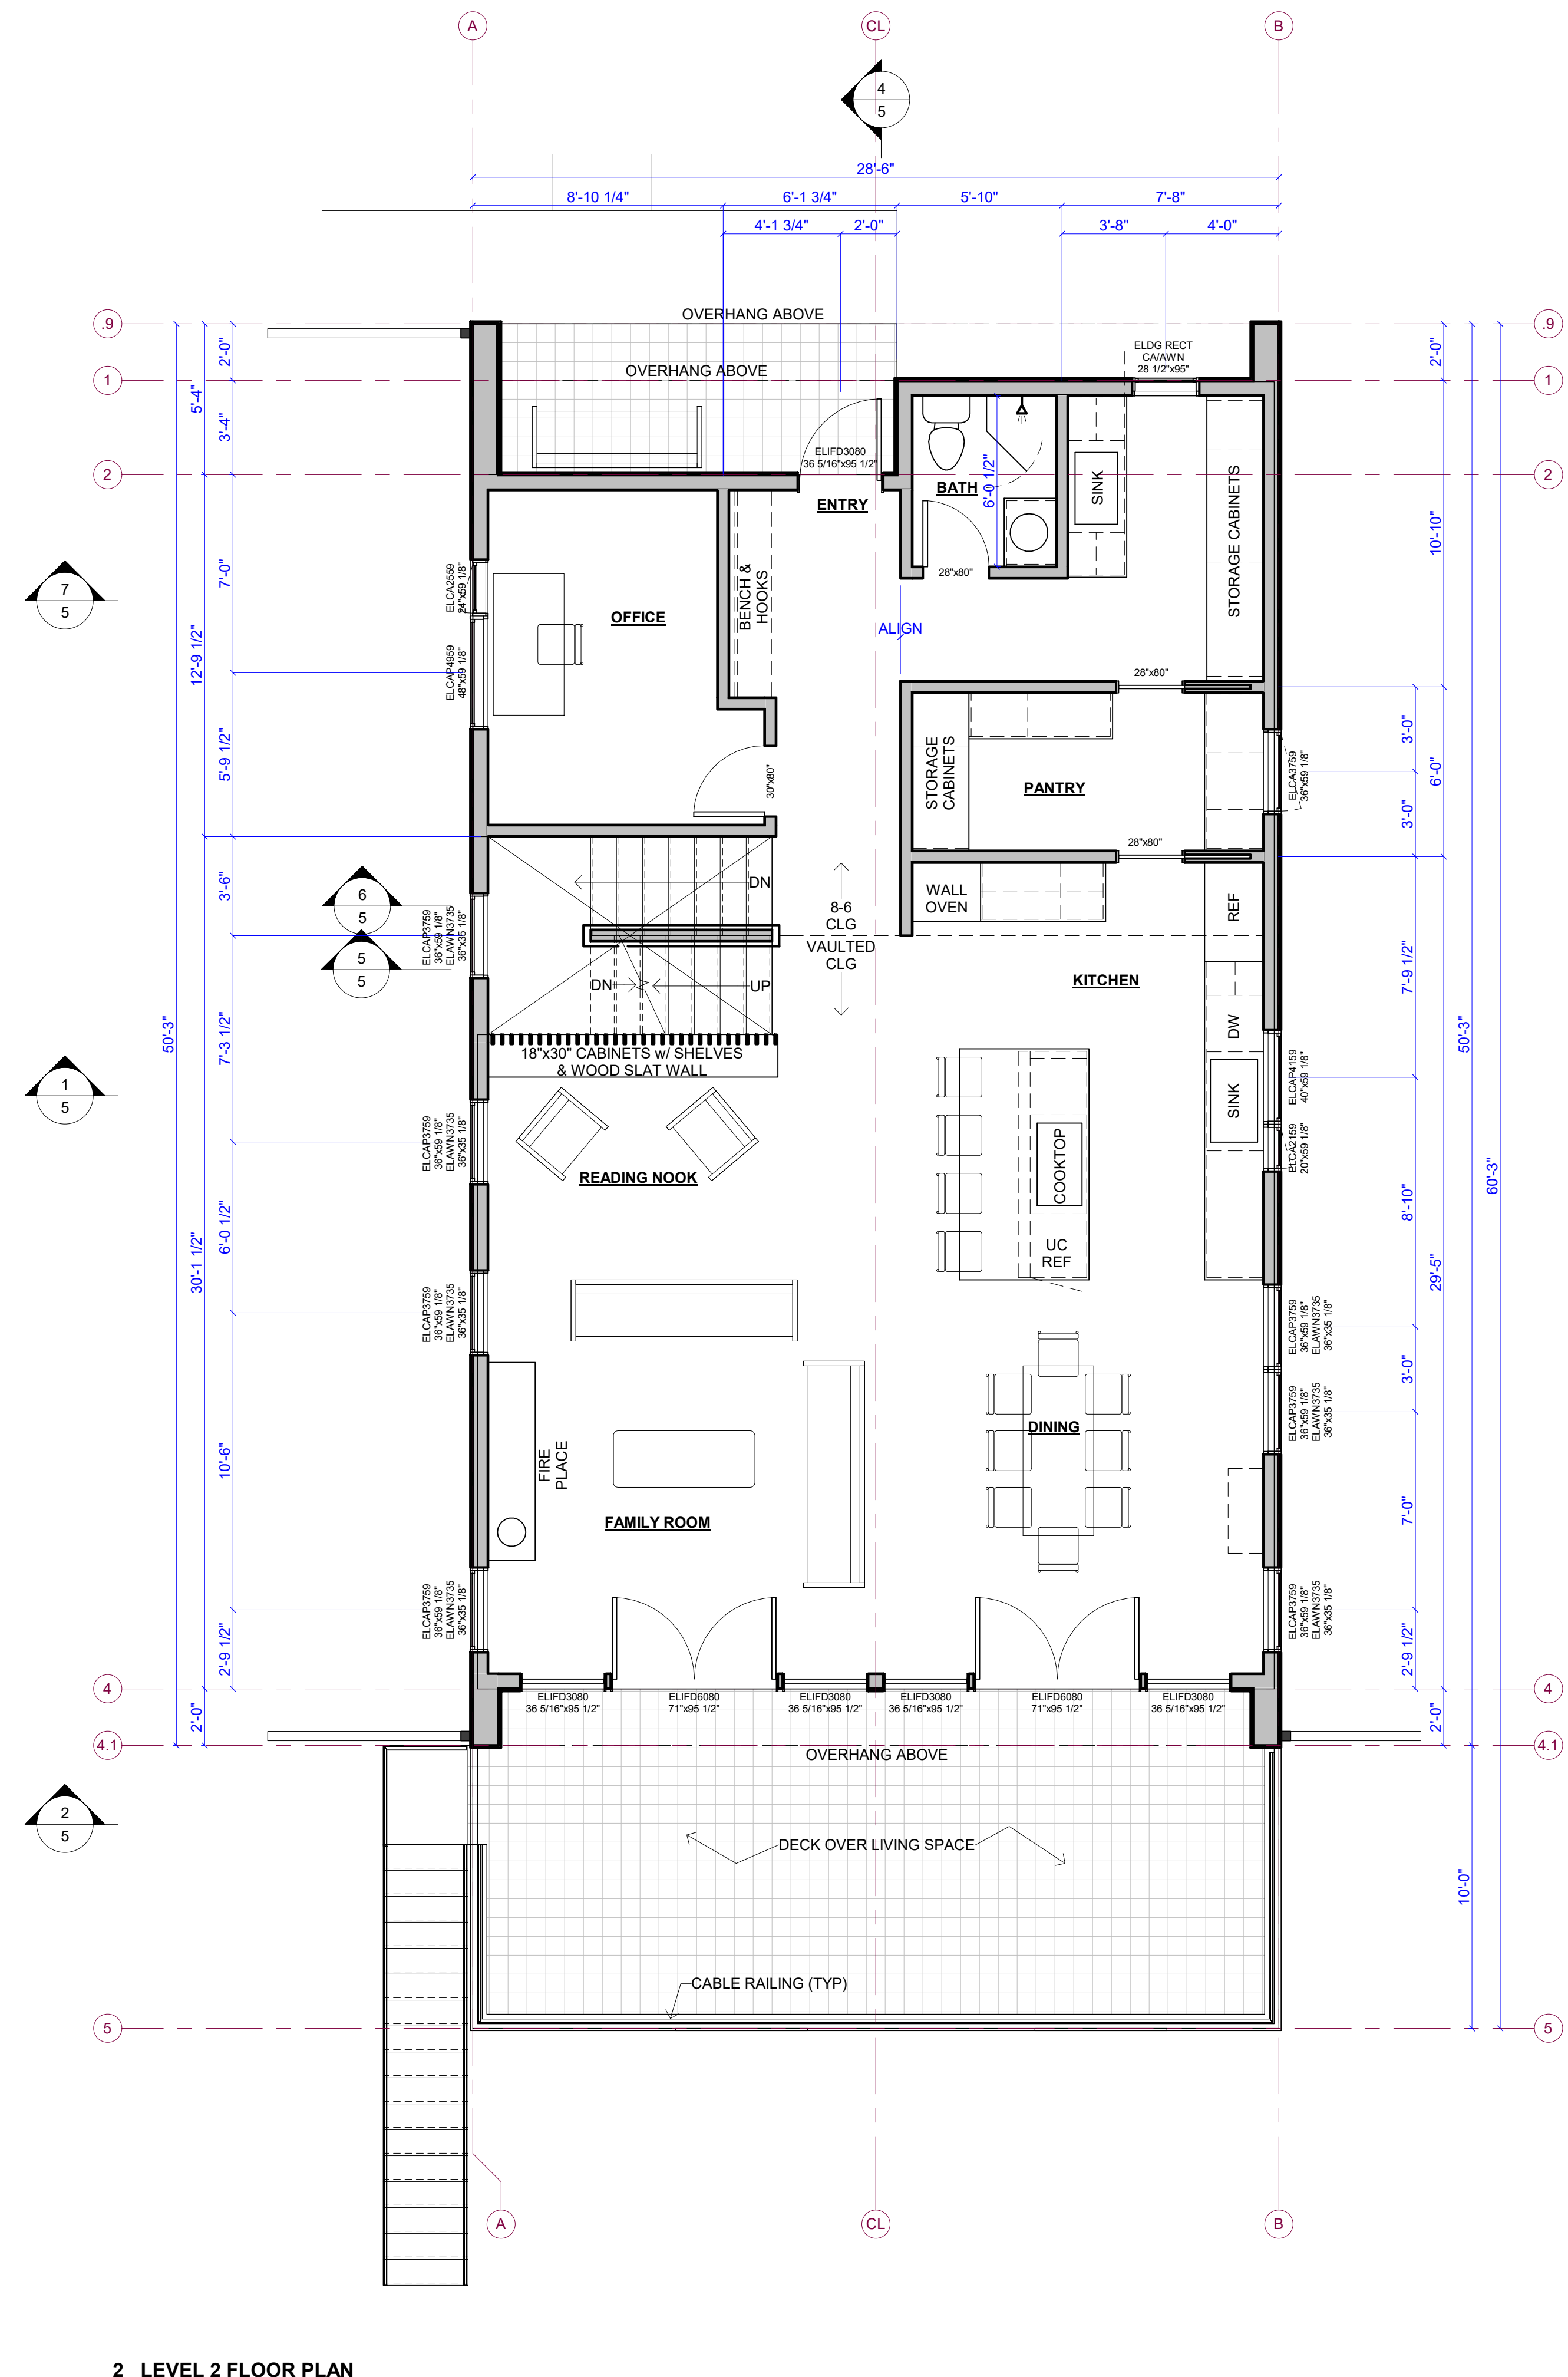 A
CL
B
4
5
28'-6"
8'-10 1/4"
6'-1 3/4"
5'-10"
7'-8"
4'-1 3/4"
2'-0"
3'-8"
4'-0"
.9
OVERHANG ABOVE
.9
2'-0"
ELDG RECT
CA/AWN
28 1/2"x95"
2'-0"
1
OVERHANG ABOVE
1
5'-4"
3'-4"
ELIFD3080
36 5/16"x95 1/2"
2
2
BATH
6'-0 1/2"
SINK
STORAGE CABINETS
ENTRY
10'-10"
7
5
7'-0"
12'-9 1/2"
ELCA2559
24"x59 1/8"
ELCAP4959
48"x59 1/8"
OFFICE
BENCH &
HOOKS
28"x80"
ALIGN
28"x80"
5'-9 1/2"
30"x80"
STORAGE
CABINETS
PANTRY
ELCA3759
36"x59 1/8"
3'-0"
3'-0"
6'-0"
28"x80"
6
5
5
5
3'-6"
ELCAP3759
36"x59 1/8"
ELAWN3735
36"x35 1/8"
DN
DN
UP
8-6
CLG
VAULTED
CLG
WALL
OVEN
REF
KITCHEN
7'-9 1/2"
DW
SINK
ELCAP4159
40"x59 1/8"
ELCA2159
20"x59 1/8"
50'-3"
7'-3 1/2"
18"x30" CABINETS w/ SHELVES
& WOOD SLAT WALL
50'-3"
1
5
ELCAP3759
36"x59 1/8"
ELAWN3735
36"x35 1/8"
READING NOOK
COOKTOP
UC
REF
60'-3"
30'-1 1/2"
6'-0 1/2"
8'-10"
29'-5"
ELCAP3759
36"x59 1/8"
ELAWN3735
36"x35 1/8"
ELCAP3759
36"x59 1/8"
ELAWN3735
36"x35 1/8"
3'-0"
ELCAP3759
36"x59 1/8"
ELAWN3735
36"x35 1/8"
10'-6"
FIRE
PLACE
DINING
FAMILY ROOM
7'-0"
ELCAP3759
36"x59 1/8"
ELAWN3735
36"x35 1/8"
ELCAP3759
36"x59 1/8"
ELAWN3735
36"x35 1/8"
2'-9 1/2"
2'-9 1/2"
4
ELIFD3080
36 5/16"x95 1/2"
ELIFD6080
71"x95 1/2"
ELIFD3080
36 5/16"x95 1/2"
ELIFD3080
36 5/16"x95 1/2"
ELIFD6080
71"x95 1/2"
ELIFD3080
36 5/16"x95 1/2"
4
2'-0"
2'-0"
4.1
OVERHANG ABOVE
4.1
2
5
DECK OVER LIVING SPACE
10'-0"
CABLE RAILING (TYP)
5
5
A
CL
B
2 LEVEL 2 FLOOR PLAN